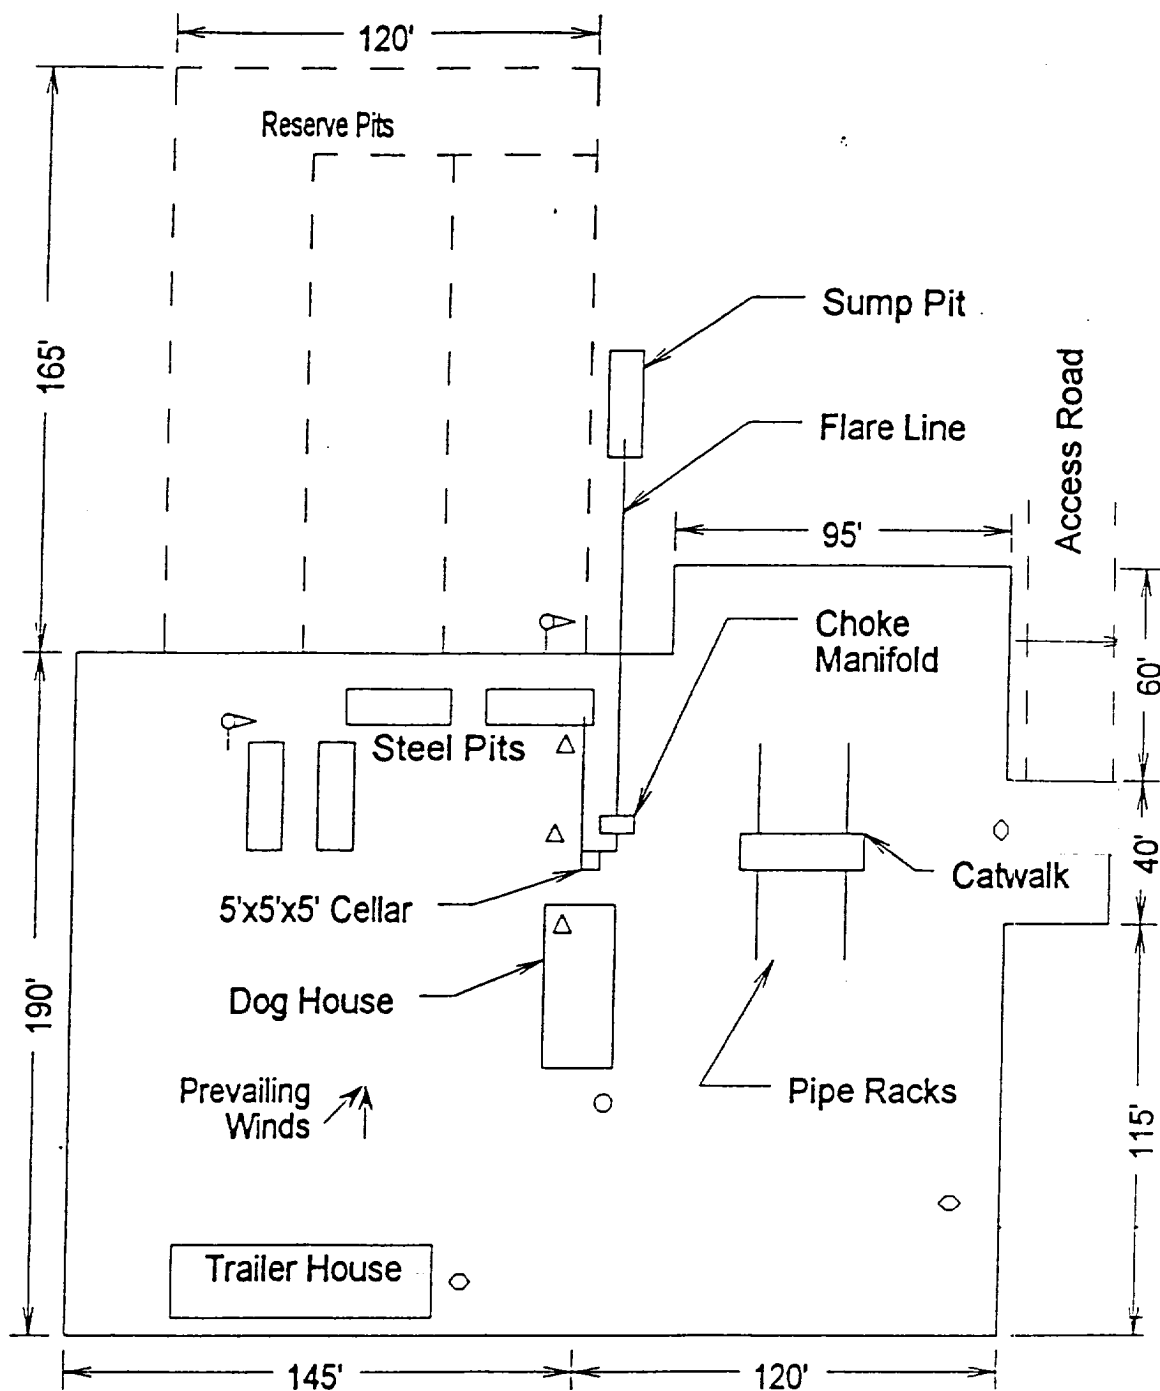 120'
Reserve Pits
165'
Sump Pit
Flare Line
Access Road
95'
Choke
Manifold
60'
Steel Pits
40'
Catwalk
5'x5'x5' Cellar
190'
Dog House
Prevailing
Winds
Pipe Racks
115'
Trailer House
145'
120'